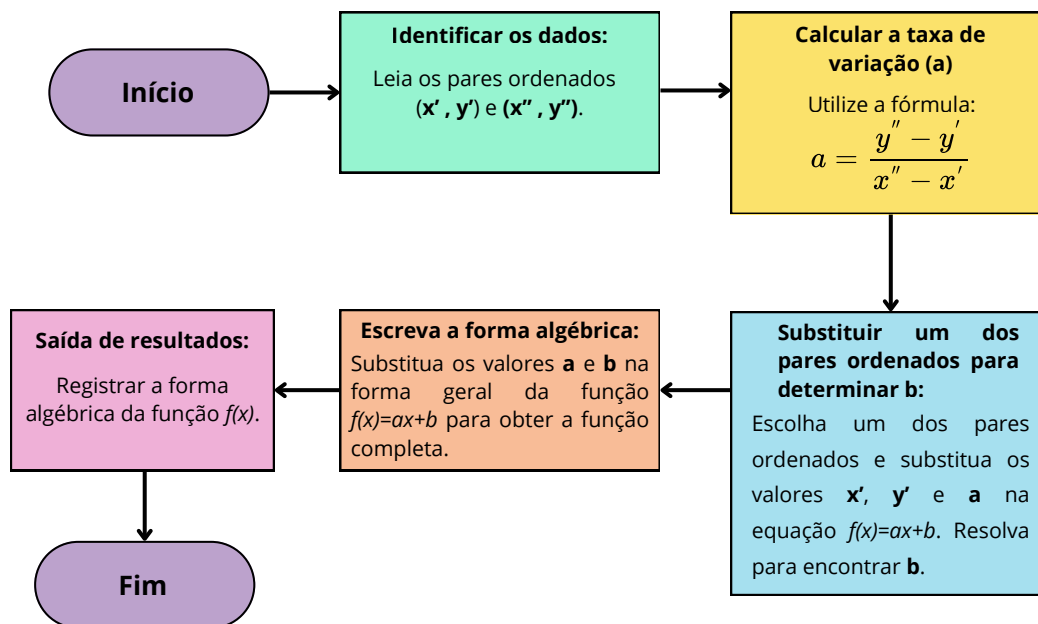 Início
Identificar os dados:
Leia os pares ordenados
(x’ , y’) e (x” , y”).
Calcular a taxa de
variação (a)
Utilize a fórmula:
a = \frac{y'' - y'}{x'' - x'}
Substituir um dos
pares ordenados para
determinar b:
Escolha um dos pares
ordenados e substitua os
valores x’, y’ e a na
equação f(x)=ax+b. Resolva
para encontrar b.
Escreva a forma algébrica:
Substitua os valores a e b na
forma geral da função
f(x)=ax+b para obter a função
completa.
Saída de resultados:
Registrar a forma
algébrica da função f(x).
Fim